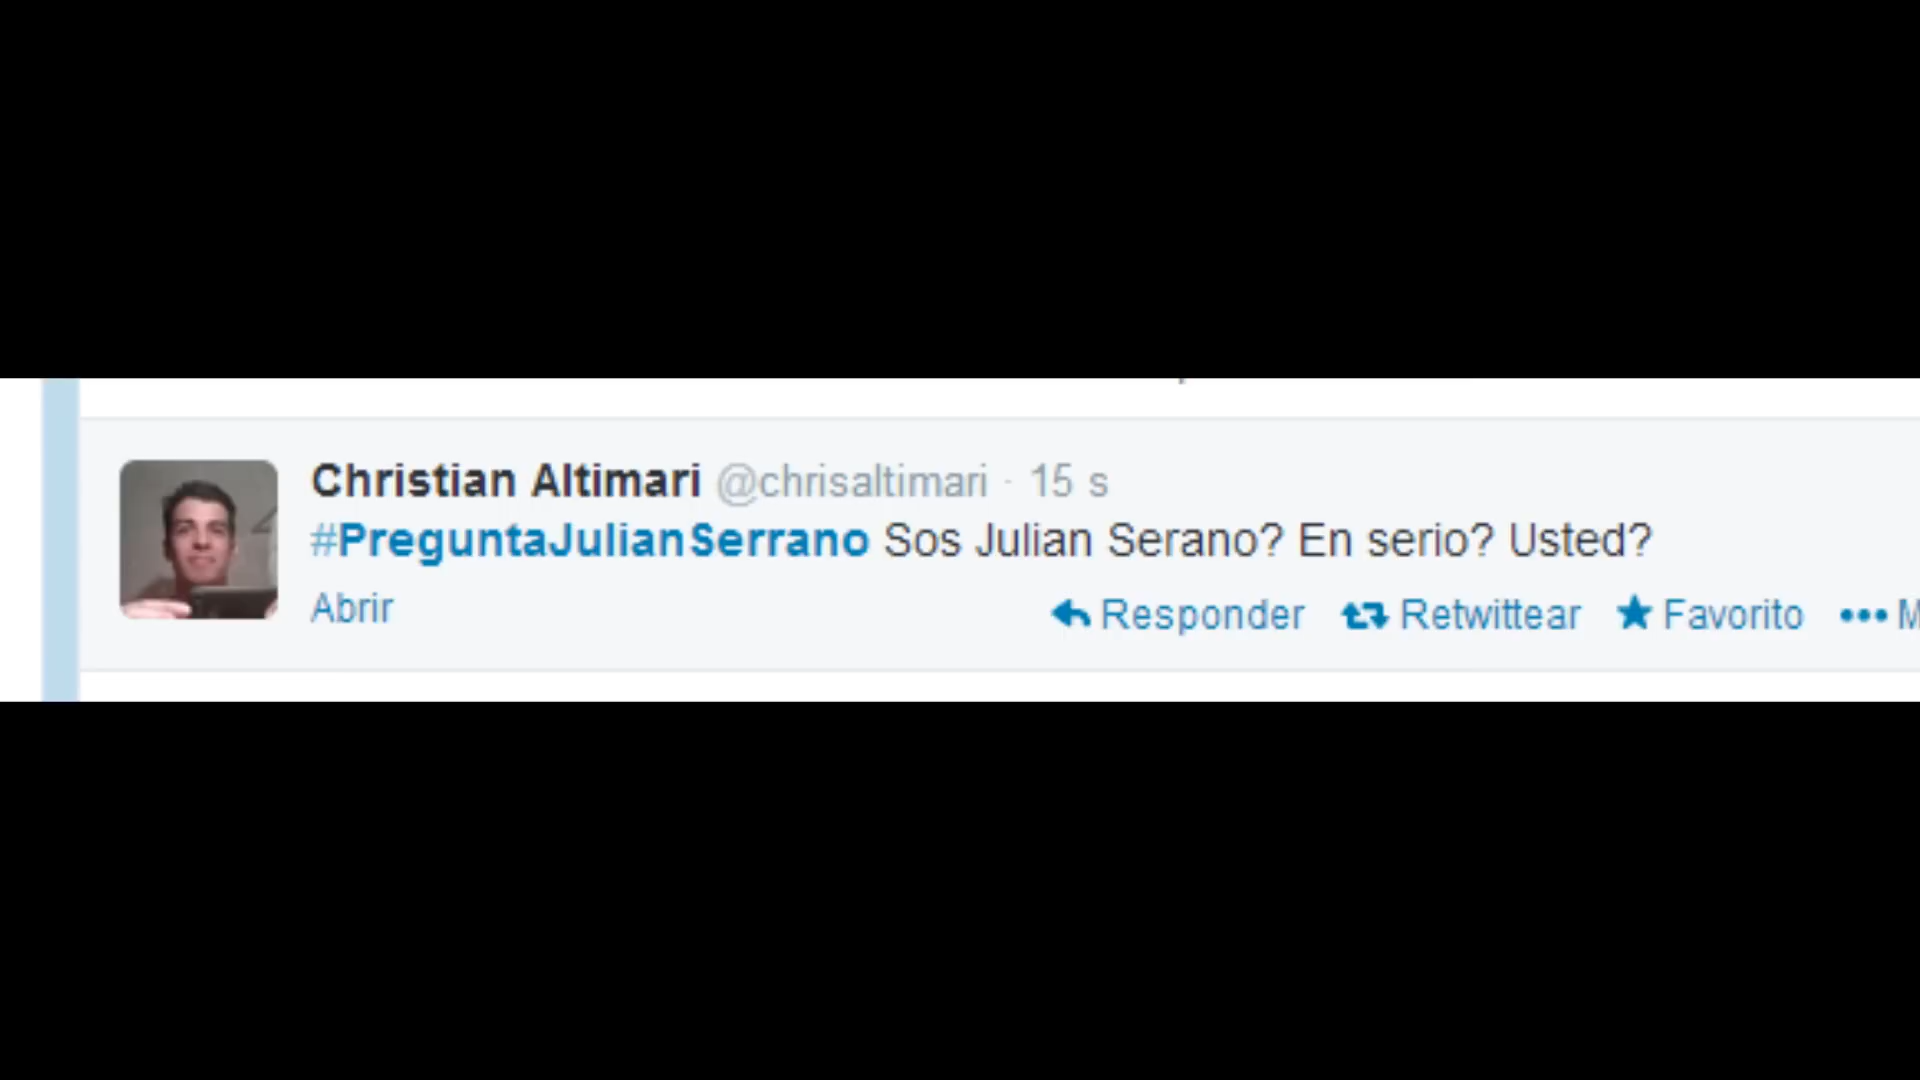 Christian Altimari @chrisaltimari · 15 s
#PreguntaJulianSerrano Sos Julian Serano? En serio? Usted?
Abrir Responder Retwittear Favorito